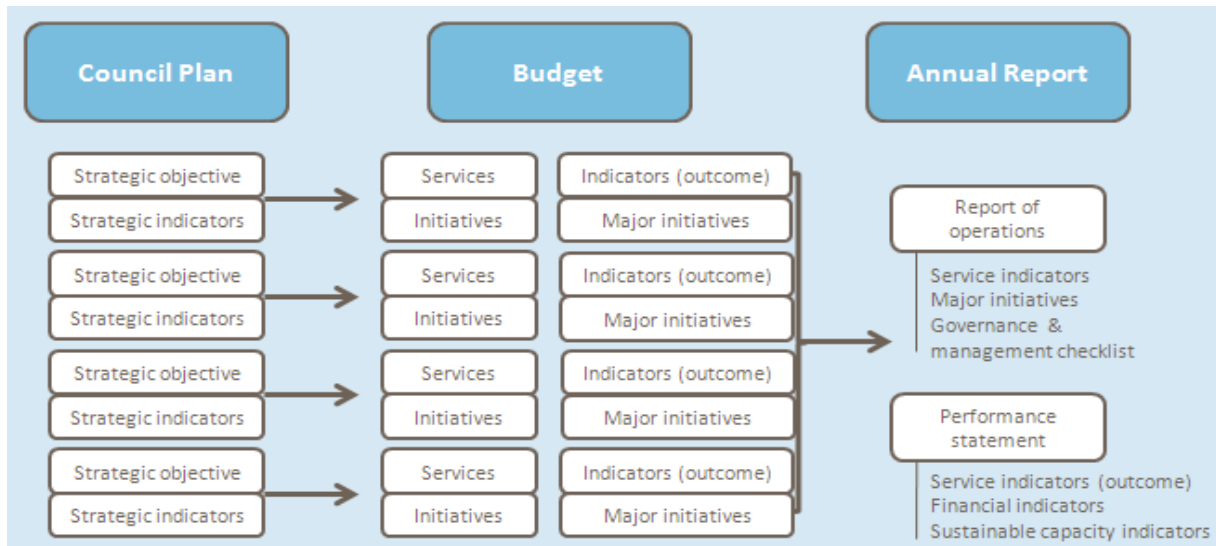 Council Plan
Budget
Annual Report
Strategic objective
Strategic indicators
Strategic objective
Strategic indicators
Strategic objective
Strategic indicators
Strategic objective
Strategic indicators
Services
Initiatives
Services
Initiatives
Services
Initiatives
Services
Initiatives
Indicators (outcome)
Major initiatives
Indicators (outcome)
Major initiatives
Indicators (outcome)
Major initiatives
Indicators (outcome)
Major initiatives
Report of
operations
Service indicators
Major initiatives
Governance &
management checklist
Performance
statement
Service indicators (outcome)
Financial indicators
Sustainable capacity indicators